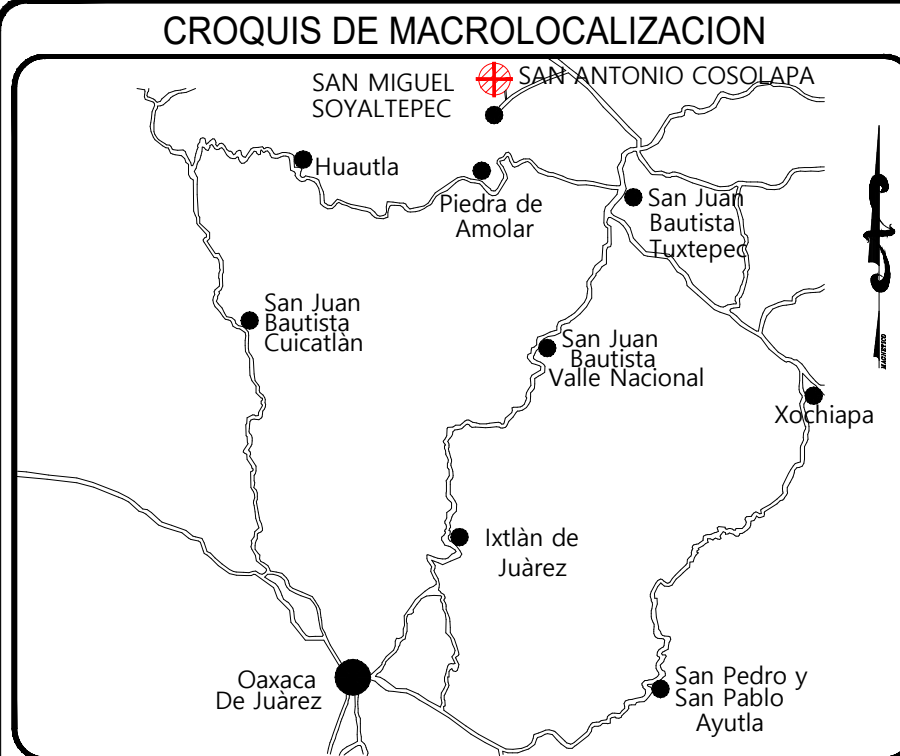 CROQUIS DE MACROLOCALIZACION
SAN MIGUEL
SOYALTEPEC
SAN ANTONIO COSOLAPA
Huautla
Piedra de
Amolar
San Juan
Bautista
Tuxtepec
San Juan
Bautista
Cuicatlàn
San Juan
Bautista
Valle Nacional
Xochiapa
Ixtlàn de
Juàrez
Oaxaca
De Juàrez
San Pedro y
San Pablo
Ayutla
MAGNETICO